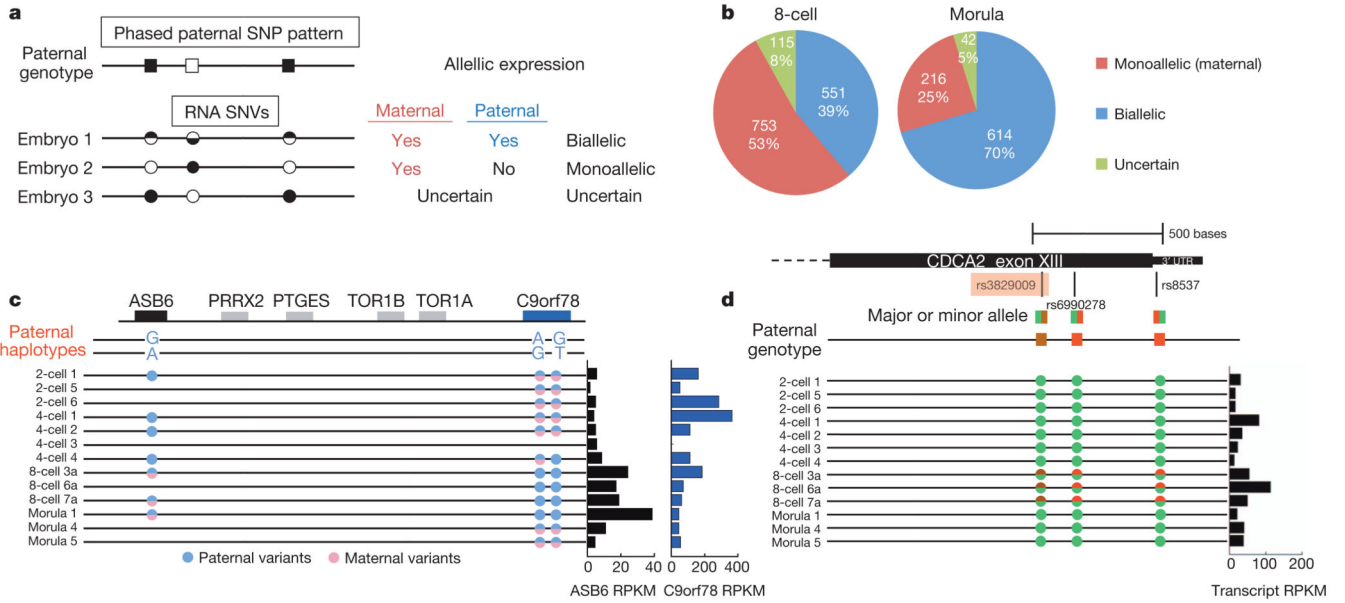 a
Phased paternal SNP pattern
Paternal
genotype
Allellic expression
RNA SNVs
Maternal Paternal
Embryo 1 Yes Yes Biallelic
Embryo 2 Yes No Monoallelic
Embryo 3 Uncertain Uncertain
b
8-cell Morula
115
8%
551
39%
753
53%
42
5%
216
25%
614
70%
Monoallelic (maternal)
Biallelic
Uncertain
c
ASB6 PRRX2 PTGES TOR1B TOR1A C9orf78
Paternal
haplotypes
G A G
A G T
2-cell 1
2-cell 5
2-cell 6
4-cell 1
4-cell 2
4-cell 3
4-cell 4
8-cell 3a
8-cell 6a
8-cell 7a
Morula 1
Morula 4
Morula 5
Paternal variants Maternal variants
0 20 40 0 200 400
ASB6 RPKM C9orf78 RPKM
500 bases
CDCA2 exon XIII 3' UTR
rs3829009 rs8537
rs6990278
d
Major or minor allele
Paternal
genotype
2-cell 1
2-cell 5
2-cell 6
4-cell 1
4-cell 2
4-cell 3
4-cell 4
8-cell 3a
8-cell 6a
8-cell 7a
Morula 1
Morula 4
Morula 5
0 100 200
Transcript RPKM